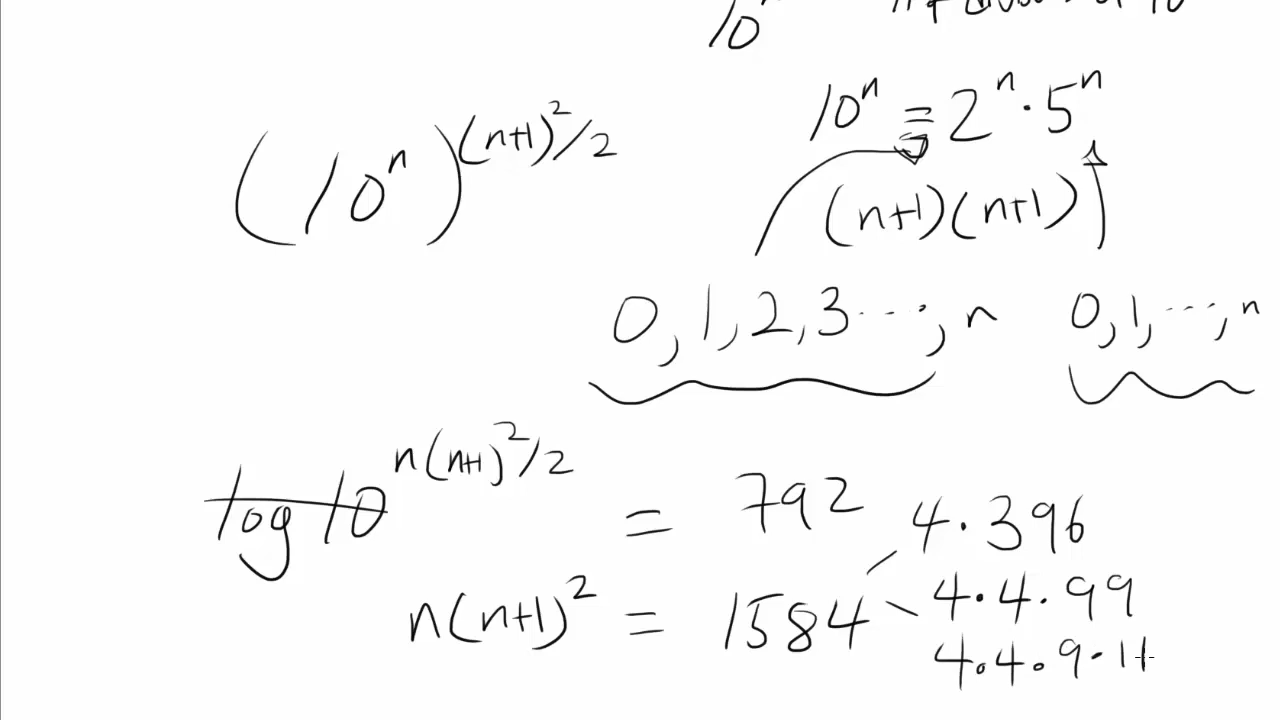 10ⁿ
10ⁿ = 2ⁿ · 5ⁿ
(10ⁿ)^(n+1)²/2
(n+1)(n+1)
0, 1, 2, 3 ...., n 0, 1, ...., n
log 10^n(n+1)²/2 = 792
4 · 396
n(n+1)² = 1584
4 · 4 · 99
4 · 4 · 9 · 11